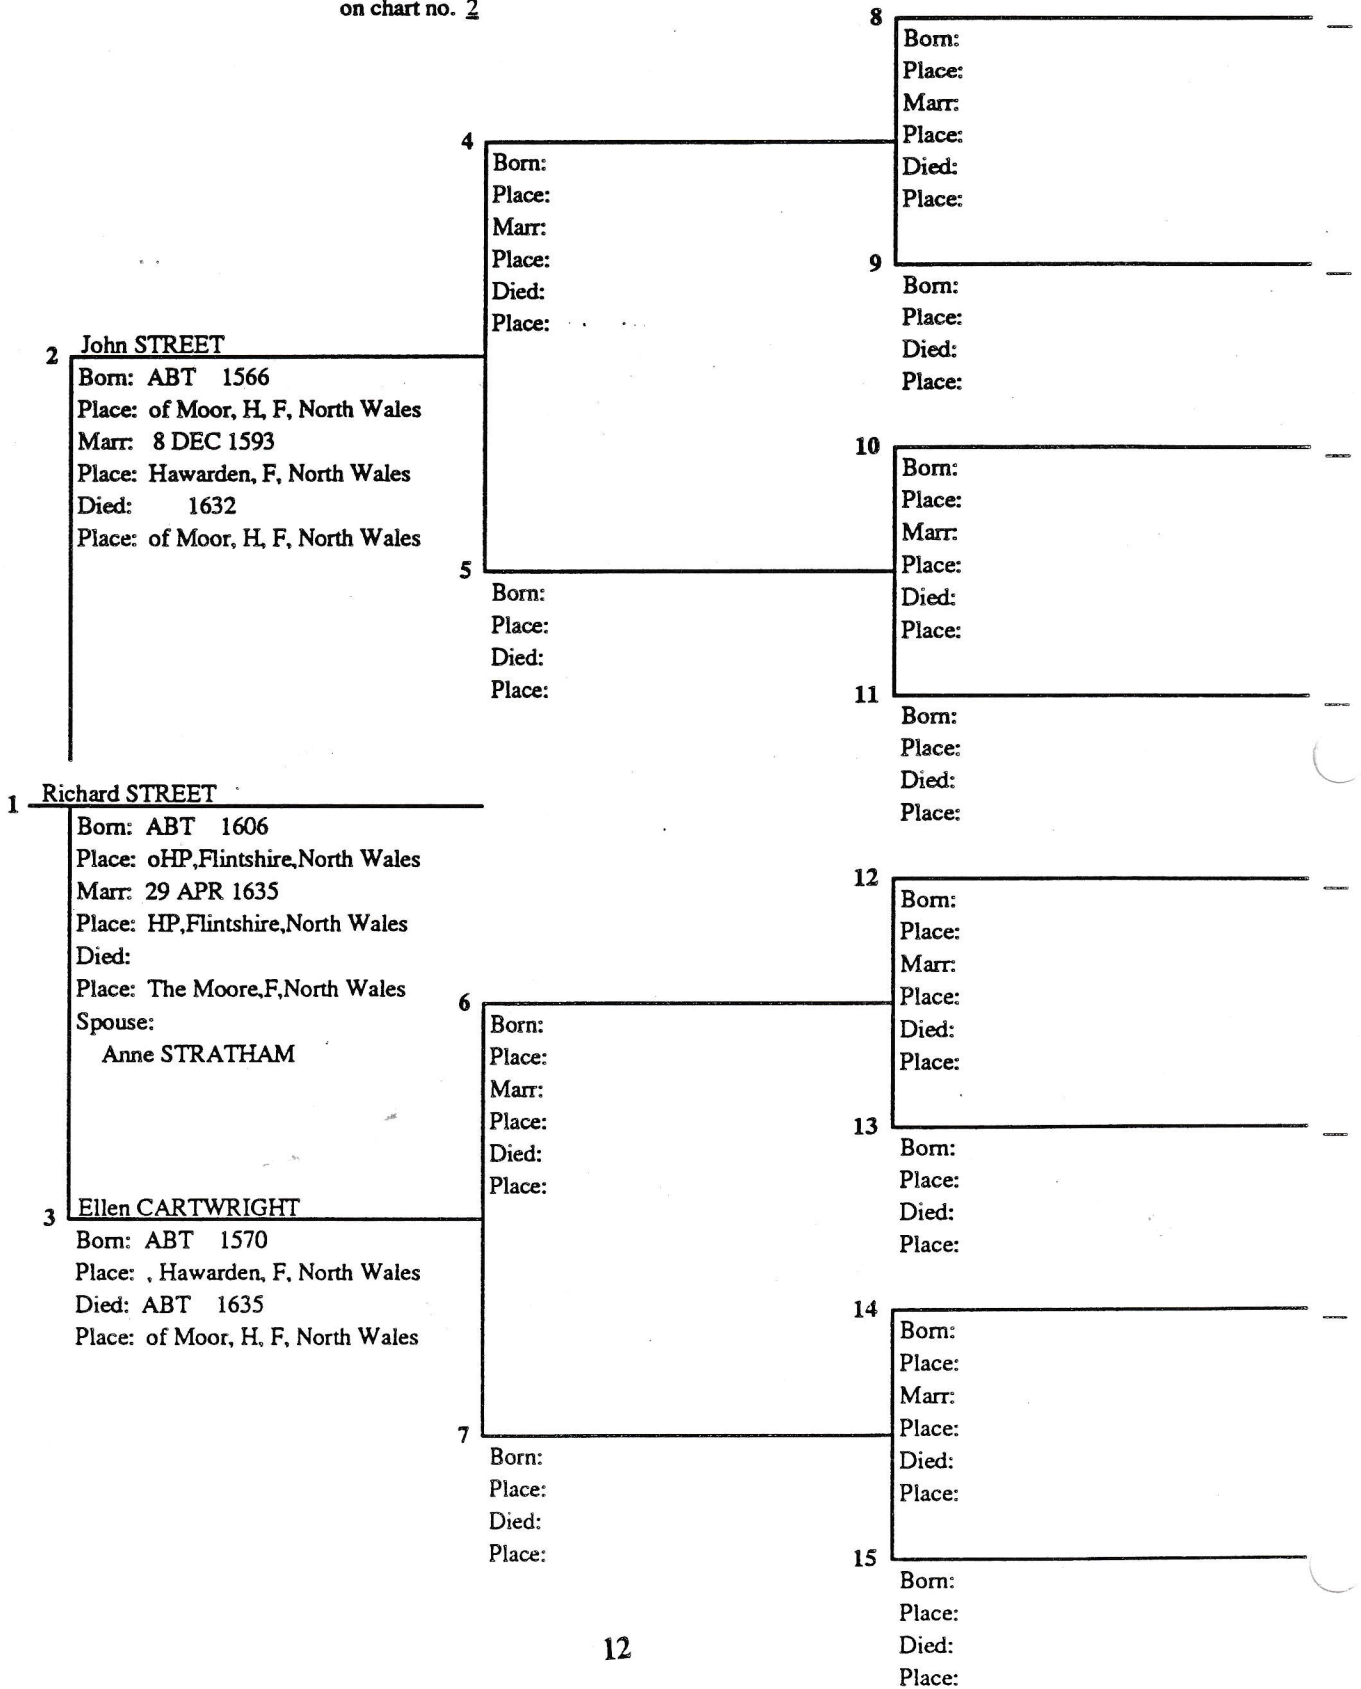 on chart no. 2
8
Born:
Place:
Marr:
Place:
Died:
Place:
4
Born:
Place:
Marr:
Place:
Died:
Place:
9
Born:
Place:
Died:
Place:
2 John STREET
Born: ABT 1566
Place: of Moor, H, F, North Wales
Marr: 8 DEC 1593
Place: Hawarden, F, North Wales
Died: 1632
Place: of Moor, H, F, North Wales
10
Born:
Place:
Marr:
Place:
Died:
Place:
5
Born:
Place:
Died:
Place:
11
Born:
Place:
Died:
Place:
1 Richard STREET
Born: ABT 1606
Place: oHP,Flintshire,North Wales
Marr: 29 APR 1635
Place: HP,Flintshire,North Wales
Died:
Place: The Moore,F,North Wales
Spouse:
Anne STRATHAM
12
Born:
Place:
Marr:
Place:
Died:
Place:
6
Born:
Place:
Marr:
Place:
Died:
Place:
13
Born:
Place:
Died:
Place:
3 Ellen CARTWRIGHT
Born: ABT 1570
Place: , Hawarden, F, North Wales
Died: ABT 1635
Place: of Moor, H, F, North Wales
14
Born:
Place:
Marr:
Place:
Died:
Place:
7
Born:
Place:
Died:
Place:
15
Born:
Place:
Died:
Place:
12